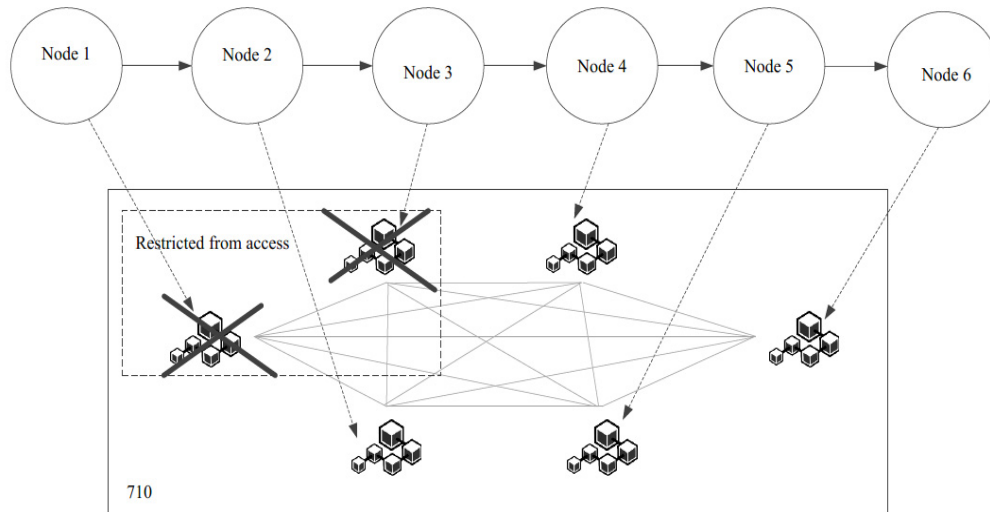 Node 1
Node 2
Node 3
Node 4
Node 5
Node 6
Restricted from access
710